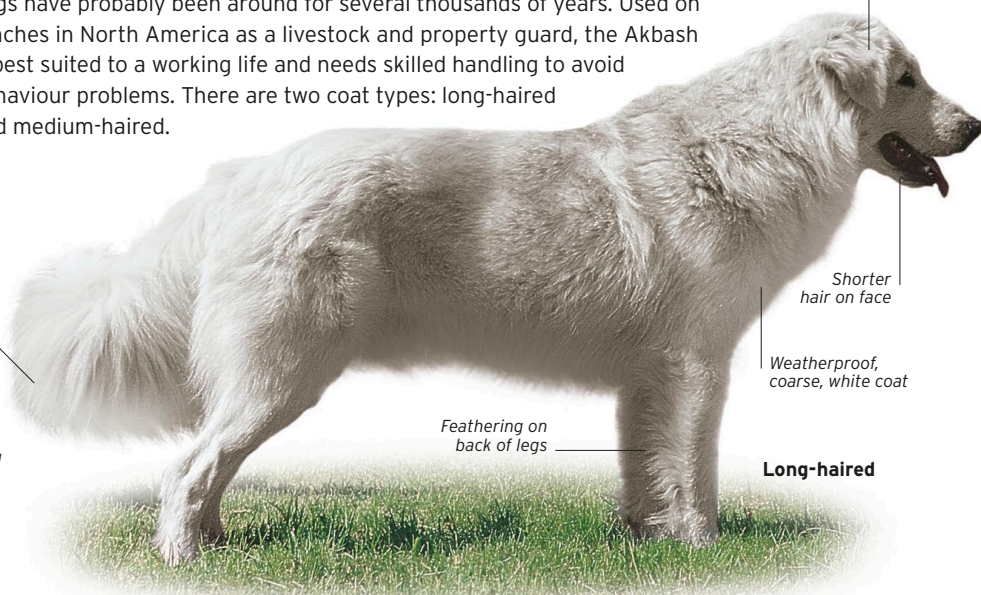 gs have probably been around for several thousands of years. Used on
nches in North America as a livestock and property guard, the Akbash
best suited to a working life and needs skilled handling to avoid
haviour problems. There are two coat types: long-haired
d medium-haired.
Shorter
hair on face
Weatherproof,
coarse, white coat
Feathering on
back of legs
Long-haired